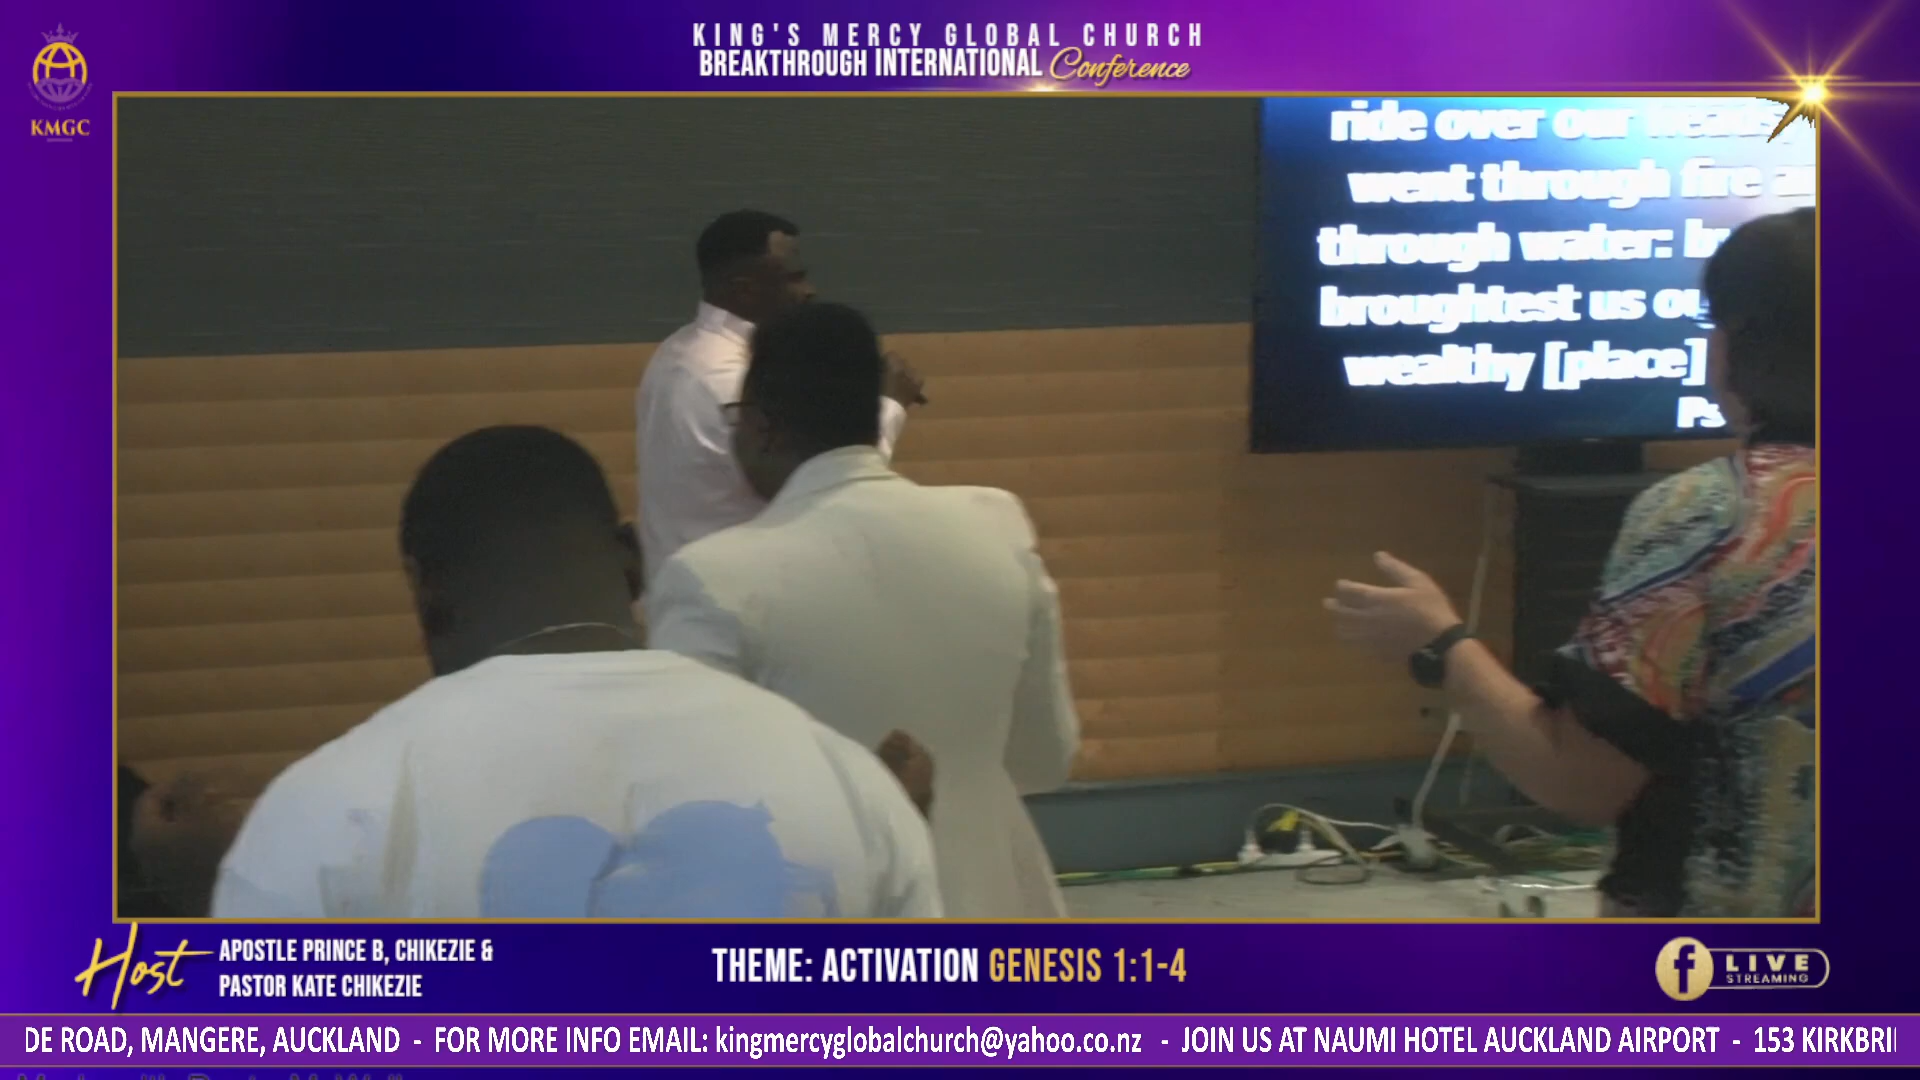 KING'S MERCY GLOBAL CHURCH
BREAKTHROUGH INTERNATIONAL Conference
KMGC
ride over our heads,
went through fire
through water:
broughtest us
wealthy [place]
Host
APOSTLE PRINCE B, CHIKEZIE &
PASTOR KATE CHIKEZIE
THEME: ACTIVATION GENESIS 1:1-4
f LIVE
STREAMING
DE ROAD, MANGERE, AUCKLAND - FOR MORE INFO EMAIL: kingmercyglobalchurch@yahoo.co.nz - JOIN US AT NAUMI HOTEL AUCKLAND AIRPORT - 153 KIRKBRI